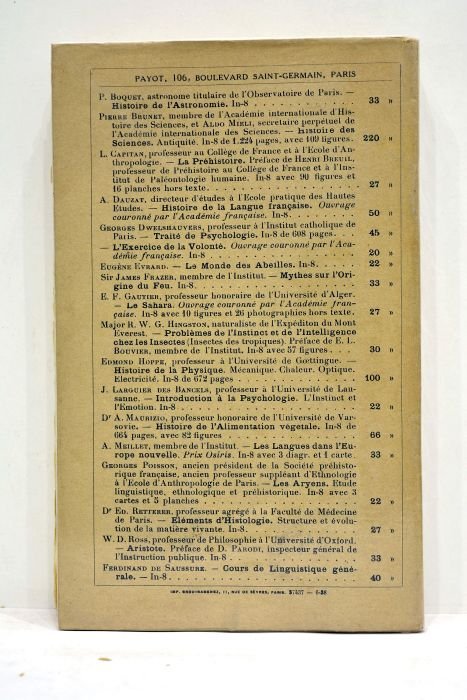 PAYOT, 106, BOULEVARD SAINT-GERMAIN, PARIS
P. BOQUET, astronome titulaire de l'Observatoire de Paris. —
Histoire de l'Astronomie. In-8 . . . . . . . . . . 33 »
PIERRE BRUNET, membre de l'Académie internationale d'His-
toire des Sciences, et ALDO MIELI, secrétaire perpétuel de
l'Académie internationale des Sciences. — Histoire des
Sciences. Antiquité. In-8 de 1.224 pages, avec 109 figures. 220 »
L. CAPITAN, professeur au Collège de France et à l'Ecole d'An-
thropologie. — La Préhistoire. Préface de HENRI BREUIL,
professeur de Préhistoire au Collège de France et à l'Ins-
titut de Paléontologie humaine. In-8 avec 90 figures et
16 planches hors texte. . . . . . . . . . . . . . 27 »
A. DAUZAT, directeur d'études à l'Ecole pratique des Hautes
Etudes. — Histoire de la Langue française. Ouvrage
couronné par l'Académie française. In-8. . . . . . . 50 »
GEORGES DWELSHAUVERS, professeur à l'Institut catholique de
Paris. — Traité de Psychologie. In-8 de 608 pages. . . 45 »
— L'Exercice de la Volonté. Ouvrage couronné par l'Aca-
démie française. In-8 . . . . . . . . . . . . . . 20 »
EUGÈNE EVRARD. — Le Monde des Abeilles. In-8. . . . . 22 »
Sir JAMES FRAZER, membre de l'Institut. — Mythes sur l'Ori-
gine du Feu. In-8. . . . . . . . . . . . . . . . 33 »
E. F. GAUTIER, professeur honoraire de l'Université d'Alger.
— Le Sahara. Ouvrage couronné par l'Académie fran-
çaise. In-8 avec 10 figures et 26 photographies hors texte. 27 »
Major R. W. G. HINGSTON, naturaliste de l'Expédition du Mont
Everest. — Problèmes de l'Instinct et de l'Intelligence
chez les Insectes (Insectes des tropiques). Préface de E. L.
BOUVIER, membre de l'Institut. In-8 avec 57 figures . . . 30 »
EDMOND HOPPE, professeur à l'Université de Gœttingue. —
Histoire de la Physique. Mécanique. Chaleur. Optique.
Electricité. In-8 de 672 pages . . . . . . . . . . . 100 »
J. LARGUIER DES BANCELS, professeur à l'Université de Lau-
sanne. — Introduction à la Psychologie. L'Instinct et
l'Emotion. In-8 . . . . . . . . . . . . . . . . . 22 »
Dr A. MAURIZIO, professeur honoraire de l'Université de Var-
sovie. — Histoire de l'Alimentation végétale. In-8 de
664 pages, avec 82 figures . . . . . . . . . . . . 66 »
A. MEILLET, membre de l'Institut. — Les Langues dans l'Eu-
rope nouvelle. Prix Osiris. In-8 avec 3 diagr. et 1 carte. 33 »
GEORGES POISSON, ancien président de la Société préhisto-
rique française, ancien professeur suppléant d'Ethnologie
à l'Ecole d'Anthropologie de Paris. — Les Aryens. Etude
linguistique, ethnologique et préhistorique. In-8 avec 3
cartes et 5 planches . . . . . . . . . . . . . . . 22 »
Dr ED. RETTERER, professeur agrégé à la Faculté de Médecine
de Paris. — Eléments d'Histologie. Structure et évolu-
tion de la matière vivante. In-8. . . . . . . . . . . 27 »
W. D. ROSS, professeur de Philosophie à l'Université d'Oxford.
— Aristote. Préface de D. PARODI, inspecteur général de
l'Instruction publique. In-8 . . . . . . . . . . . . 33 »
FERDINAND DE SAUSSURE. — Cours de Linguistique géné-
rale. — In-8. . . . . . . . . . . . . . . . . . . 40 »
11, RUE DE SÈVRES, PARIS.